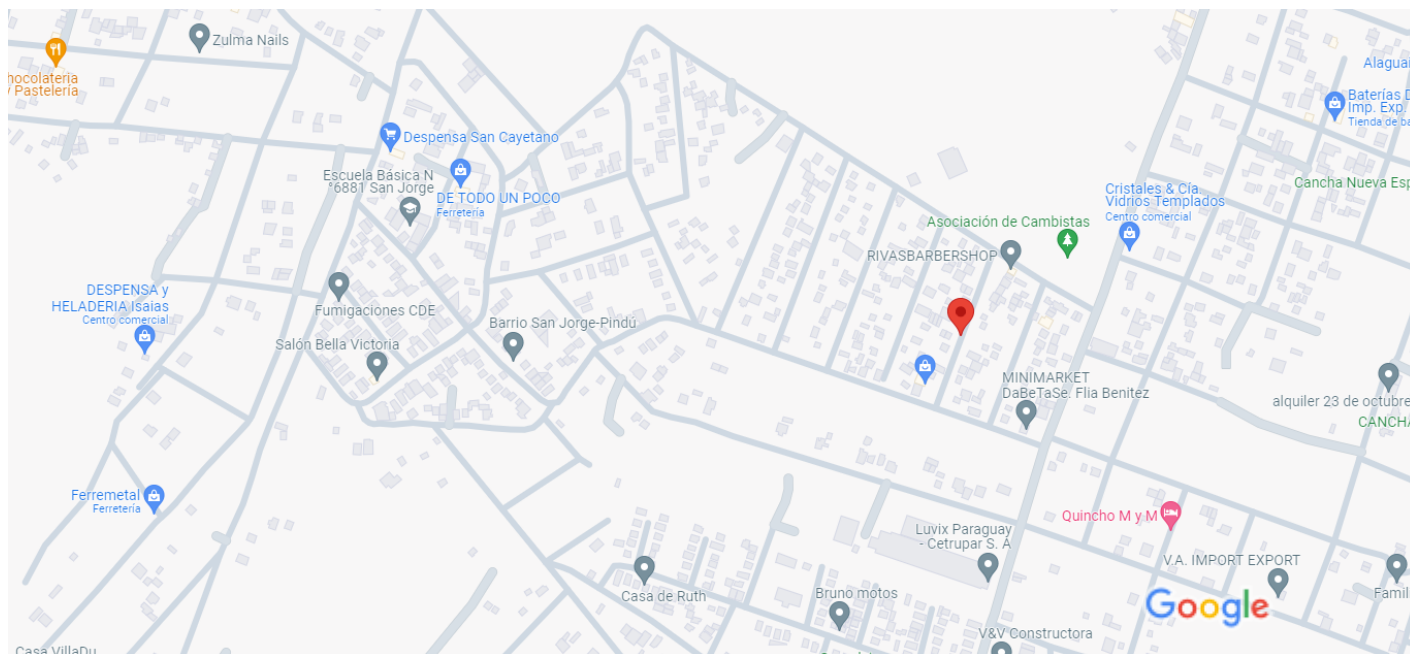 Zulma Nails
hocolateria
y Pastelería
Despensa San Cayetano
Escuela Básica N
°6881 San Jorge
DE TODO UN POCO
Ferretería
Alagua
Baterías D
Imp. Exp.
Tienda de ba
Cancha Nueva Esp
Cristales & Cía
Vidrios Templados
Centro comercial
Asociación de Cambistas
RIVASBARBERSHOP
DESPENSA y
HELADERIA Isaias
Centro comercial
Fumigaciones CDE
Barrio San Jorge-Pindú
Salón Bella Victoria
MINIMARKET
DaBeTaSe. Flia Benitez
alquiler 23 de octubre
CANCHA
Ferremetal
Ferretería
Quincho M y M
Luvix Paraguay
- Cetrupar S. A
V.A. IMPORT EXPORT
Casa de Ruth
Bruno motos
Famil
Google
V&V Constructora
Casa VillaDu